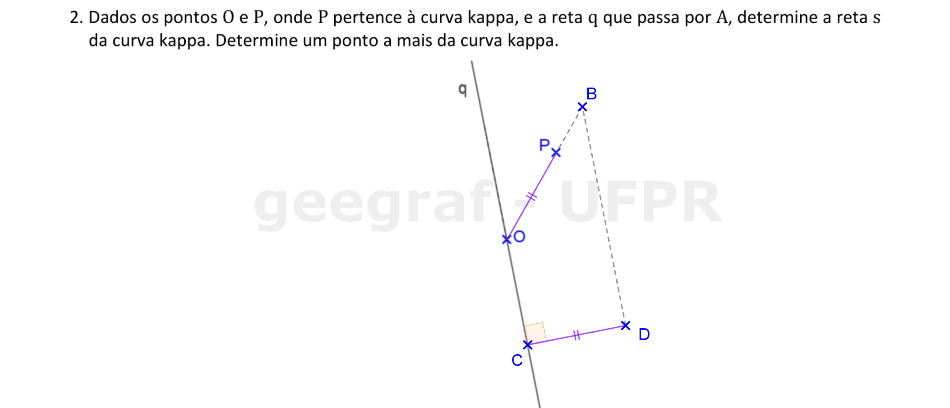 2. Dados os pontos O e P, onde P pertence à curva kappa, e a reta q que passa por A, determine a reta s
da curva kappa. Determine um ponto a mais da curva kappa.
q
B
P
geegraf - UFPR
O
D
C